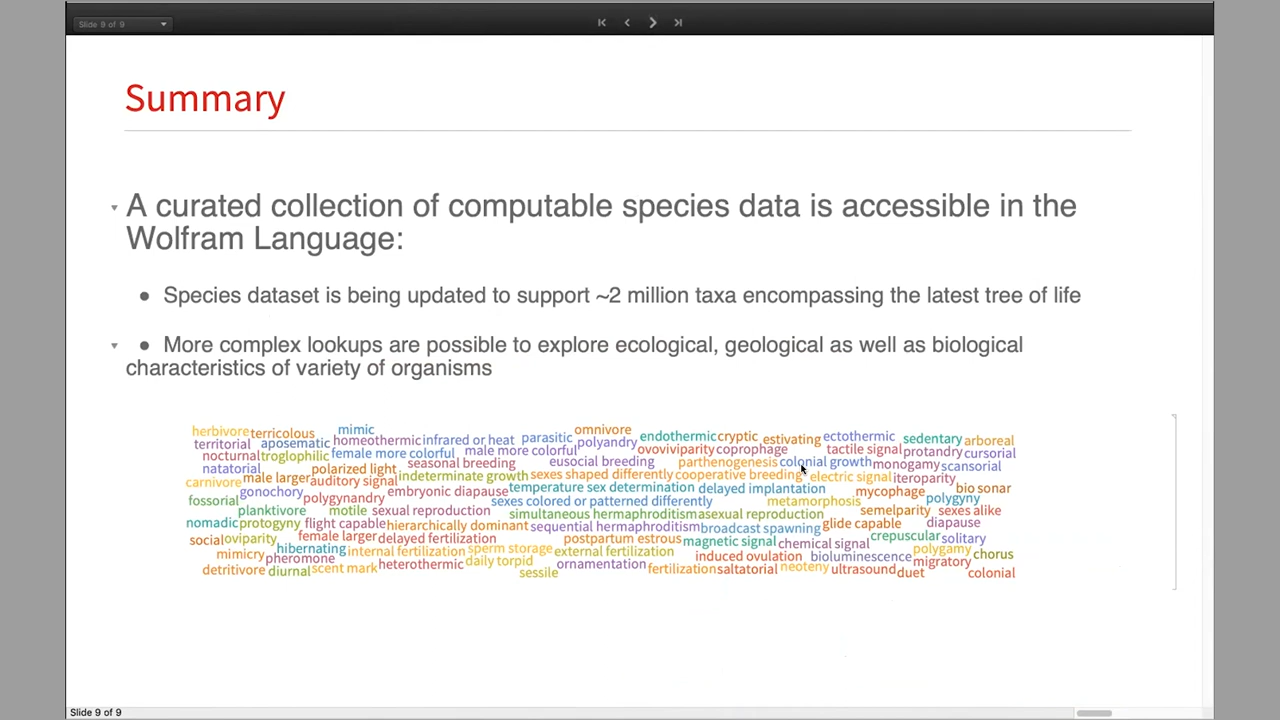 Slide 9 of 9
Summary
A curated collection of computable species data is accessible in the
Wolfram Language:
● Species dataset is being updated to support ~2 million taxa encompassing the latest tree of life
● More complex lookups are possible to explore ecological, geological as well as biological
characteristics of variety of organisms
herbivore terricolous mimic omnivore
territorial aposematic homeothermic infrared or heat parasitic polyandry endothermic cryptic estivating ectothermic sedentary arboreal
nocturnal troglophilic female more colorful male more colorful ovoviviparity coprophage tactile signal protandry cursorial
natatorial polarized light seasonal breeding eusocial breeding parthenogenesis colonial growth monogamy scansorial
carnivore male larger auditory signal indeterminate growth sexes shaped differently cooperative breeding electric signal iteroparity
fossorial gonochory polygynandry embryonic diapause temperature sex determination delayed implantation mycophage bio sonar
planktivore motile sexual reproduction sexes colored or patterned differently metamorphosis semelparity polygyny sexes alike
nomadic protogyny flight capable hierarchically dominant simultaneous hermaphroditism asexual reproduction glide capable diapause
social oviparity female larger delayed fertilization sequential hermaphroditism broadcast spawning crepuscular solitary
mimicry hibernating internal fertilization sperm storage external fertilization postpartum estrous magnetic signal chemical signal polygamy chorus
pheromone heterothermic daily torpid ornamentation induced ovulation bioluminescence migratory
detritivore diurnal scent mark sessile fertilization saltatorial neoteny ultrasound duet colonial
Slide 9 of 9